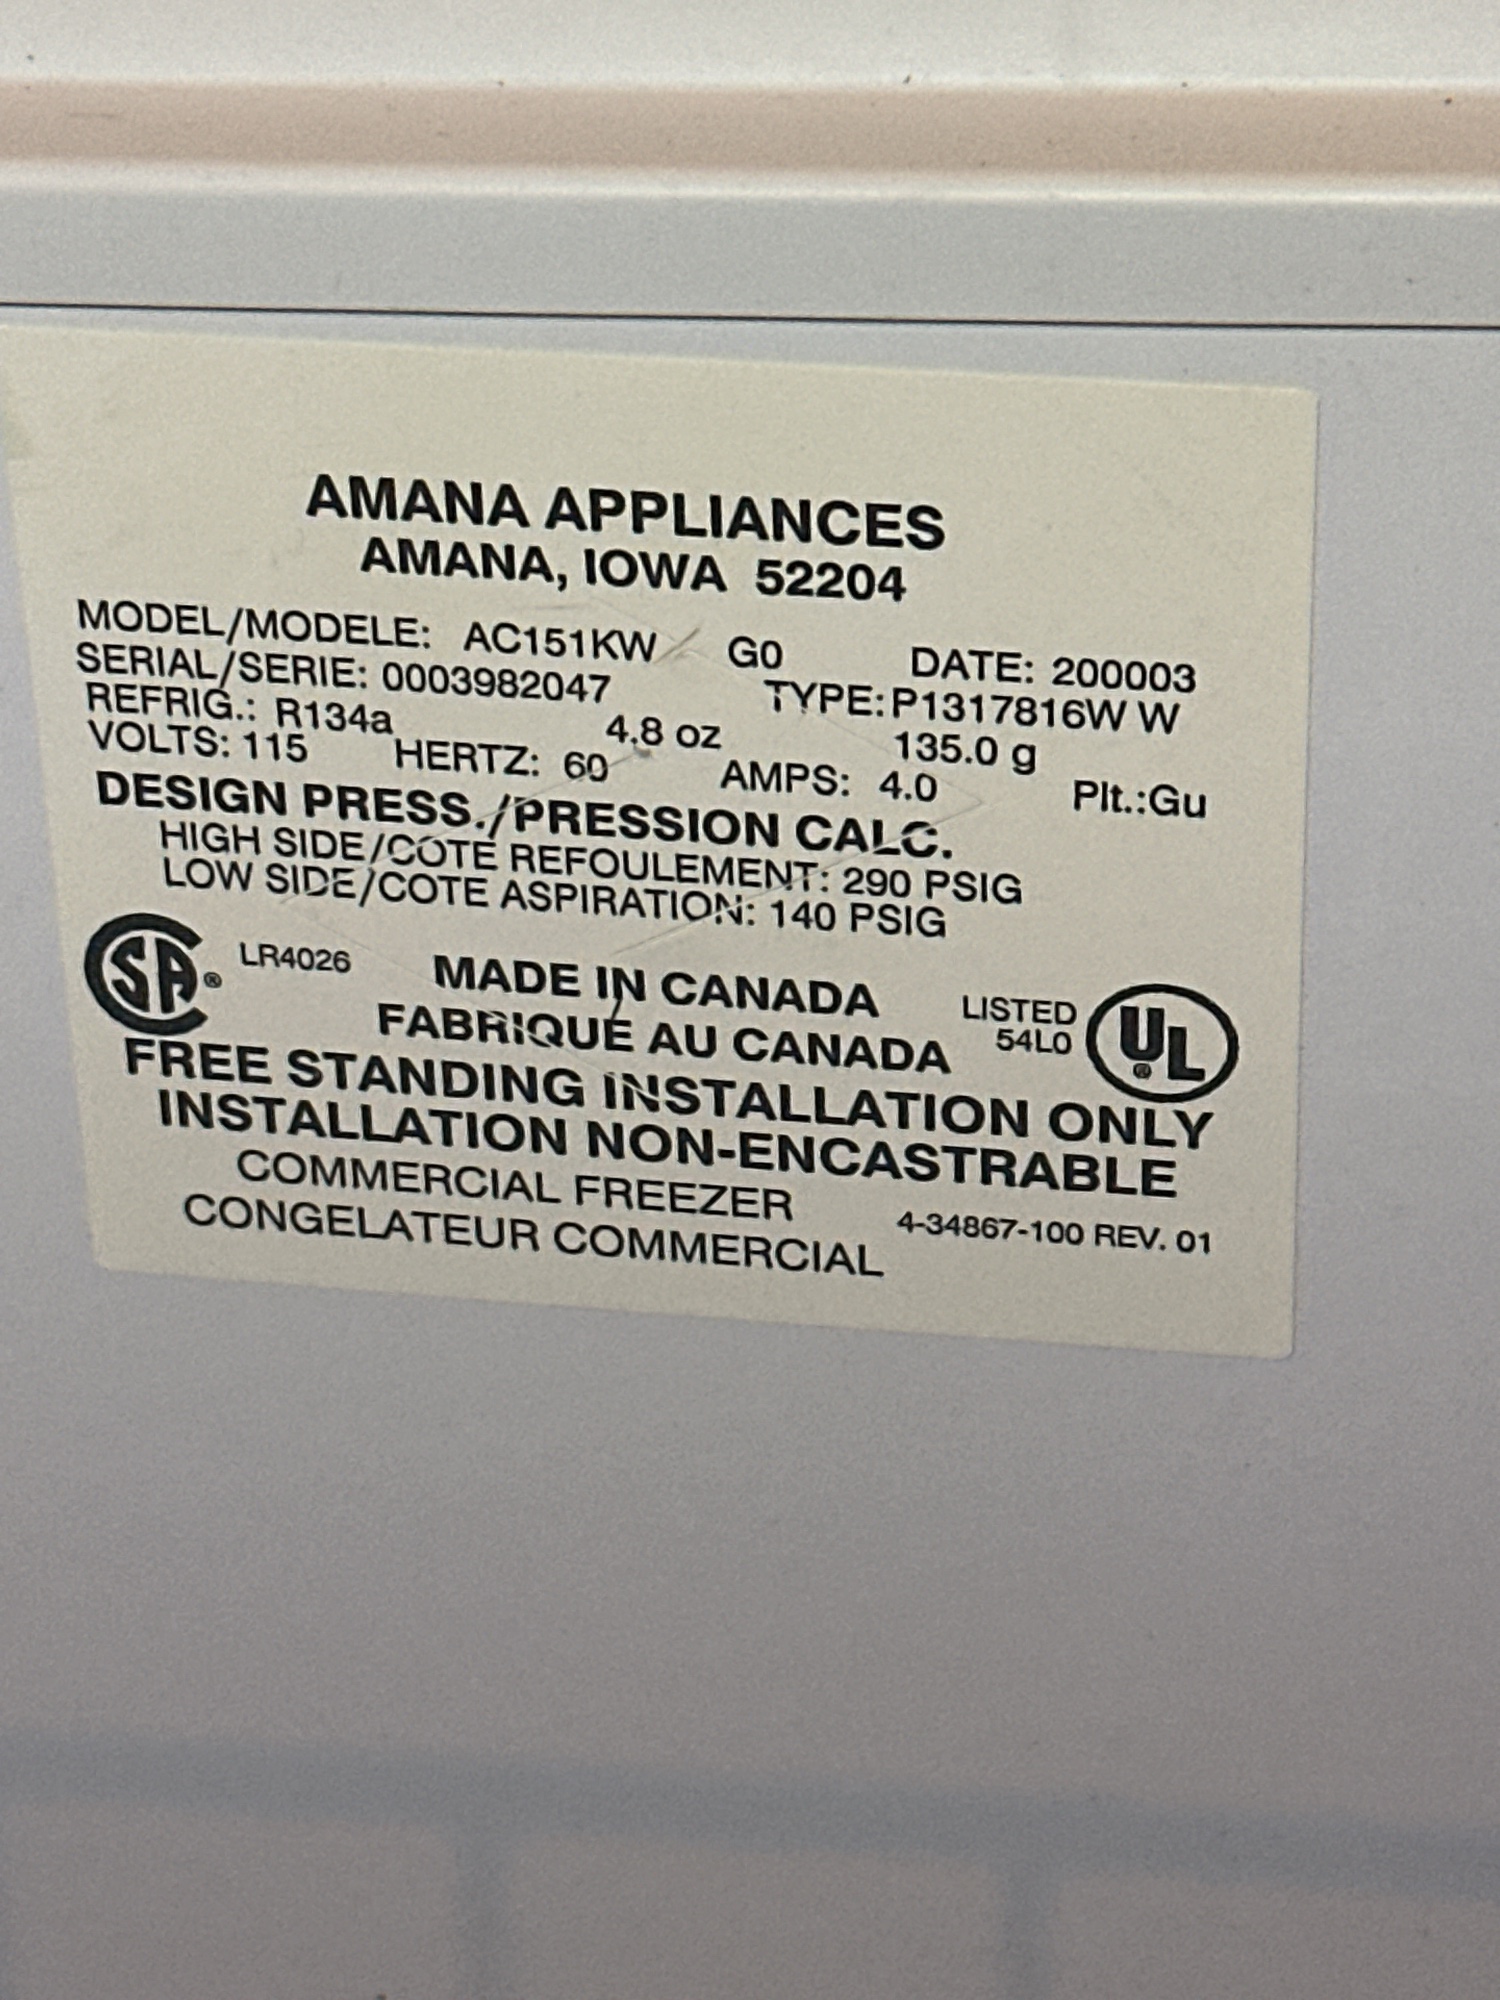 AMANA APPLIANCES
AMANA, IOWA 52204
MODEL/MODELE: AC151KW G0 DATE: 200003
SERIAL/SERIE: 0003982047 TYPE: P1317816W W
REFRIG.: R134a 4.8 oz 135.0 g
VOLTS: 115 HERTZ: 60 AMPS: 4.0 Plt.:Gu
DESIGN PRESS./PRESSION CALC.
HIGH SIDE/COTE REFOULEMENT: 290 PSIG
LOW SIDE/COTE ASPIRATION: 140 PSIG
SA ® LR4026
MADE IN CANADA
FABRIQUE AU CANADA
LISTED
54L0
UL ®
FREE STANDING INSTALLATION ONLY
INSTALLATION NON-ENCASTRABLE
COMMERCIAL FREEZER
CONGELATEUR COMMERCIAL
4-34867-100 REV. 01